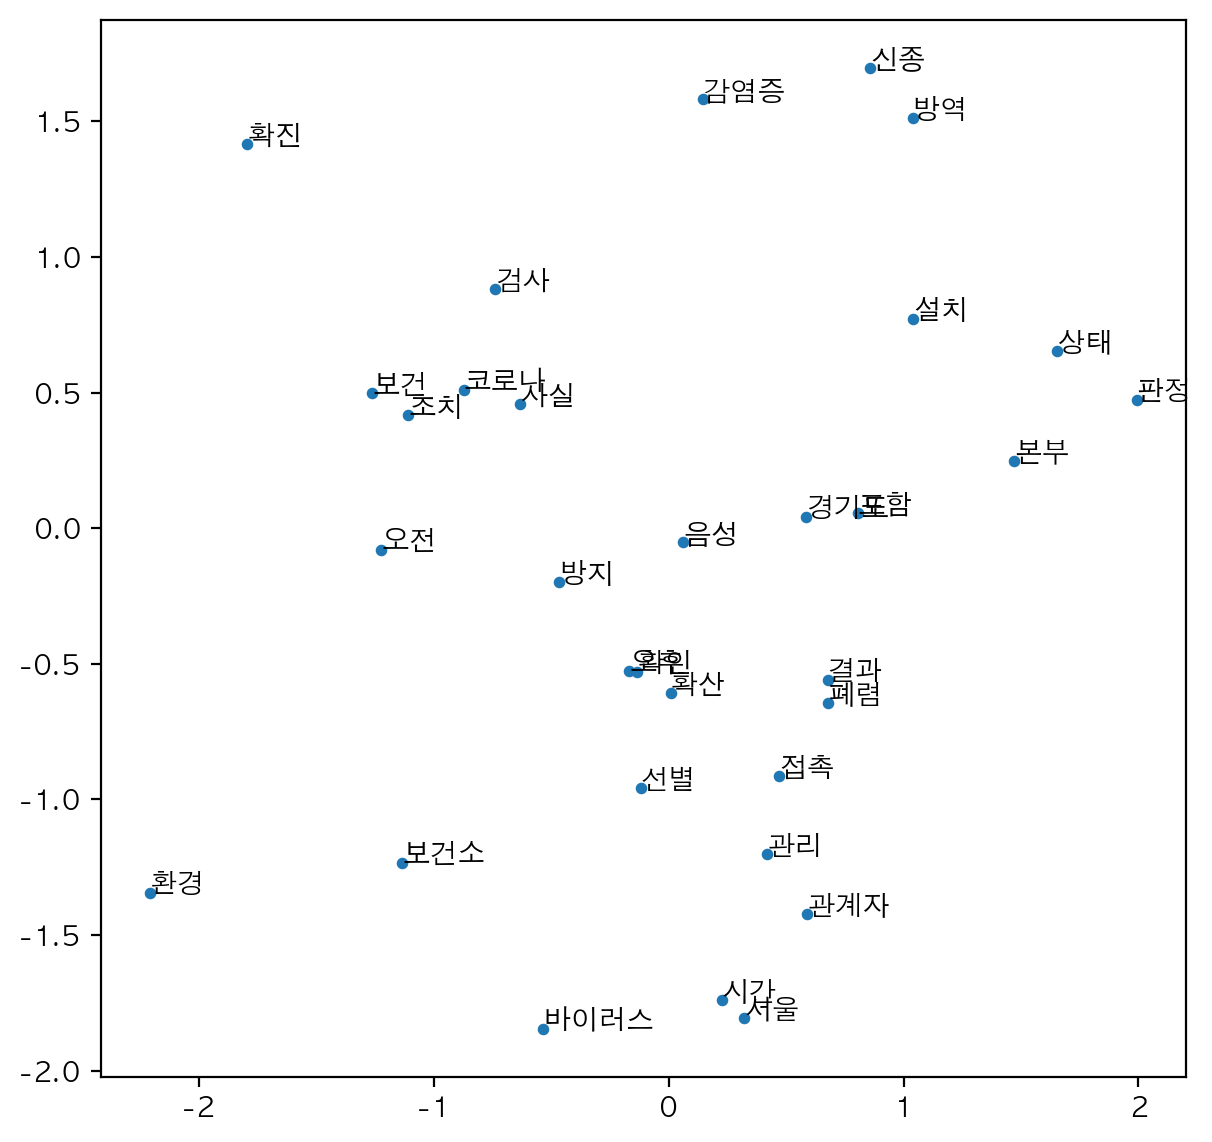 신종
감염증
방역
1.5
확진
1.0
검사
설치
상태
0.5
보건
코로나
사실
조치
판정
본부
0.0
경기도
포함
음성
오전
방지
-0.5
오후
확인
확산
결과
폐렴
접촉
-1.0
선별
관리
보건소
환경
관계자
-1.5
시간
서울
바이러스
-2.0
-2
-1
0
1
2